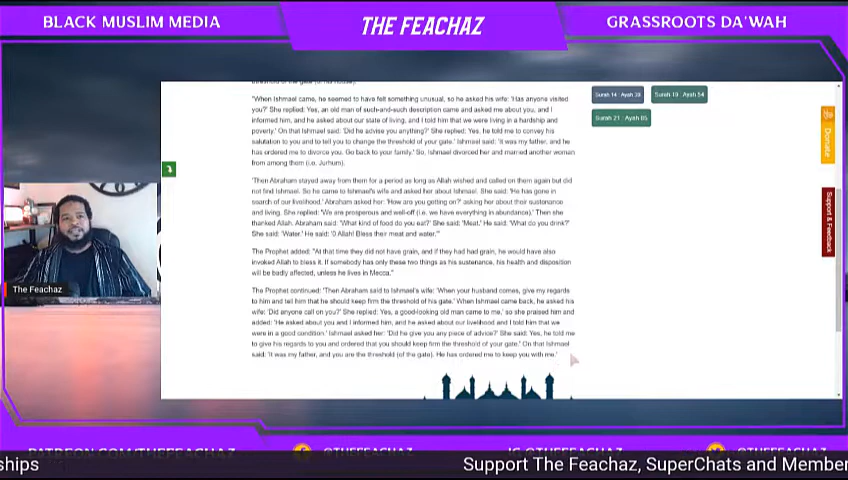 BLACK MUSLIM MEDIA
THE FEACHAZ
GRASSROOTS DA'WAH
threshold of the gate (of his house).'
"When Ishmael came, he seemed to have felt something unusual, so he asked his wife: 'Has anyone visited
you?' She replied: Yes, an old man of such-and-such description came and asked me about you, and I
informed him, and he asked about our state of living, and I told him that we were living in a hardship and
poverty.' On that Ishmael said: 'Did he advise you anything?' She replied: Yes, he told me to convey his
salutation to you and to tell you to change the threshold of your gate.' Ishmael said: 'It was my father, and he
has ordered me to divorce you. Go back to your family.' So, Ishmael divorced her and married another woman
from among them (i.e. Jurhum).
'Then Abraham stayed away from them for a period as long as Allah wished and called on them again but did
not find Ishmael. So he came to Ishmael's wife and asked her about Ishmael. She said: 'He has gone in
search of our livelihood.' Abraham asked her: 'How are you getting on?' asking her about their sustenance
and living. She replied: 'We are prosperous and well-off (i.e. we have everything in abundance).' Then she
thanked Allah. Abraham said: 'What kind of food do you eat?' She said: 'Meat.' He said: 'What do you drink?'
She said: 'Water.' He said: 'O Allah! Bless their meat and water.'"
The Prophet added: "At that time they did not have grain, and if they had had grain, he would have also
invoked Allah to bless it. If somebody has only these two things as his sustenance, his health and disposition
will be badly affected, unless he lives in Mecca."
The Prophet continued: 'Then Abraham said to Ishmael's wife: 'When your husband comes, give my regards
to him and tell him that he should keep firm the threshold of his gate.' When Ishmael came back, he asked his
wife: 'Did anyone call on you?' She replied: Yes, a good-looking old man came to me,' so she praised him and
added: 'He asked about you and I informed him, and he asked about our livelihood and I told him that we
were in a good condition.' Ishmael asked her: 'Did he give you any piece of advice?' She said: Yes, he told me
to give his regards to you and ordered that you should keep firm the threshold of your gate.' On that Ishmael
said: 'It was my father, and you are the threshold (of the gate). He has ordered me to keep you with me.'
Surah 14 : Ayah 39
Surah 19 : Ayah 54
Surah 21 : Ayah 85
Donate
Support & Feedback
The Feachaz
PATREON.COM/THEFEACHAZ
@THEFEACHAZ
IG @THEFEACHAZ
@THEFEACHAZ
ships
Support The Feachaz, SuperChats and Member